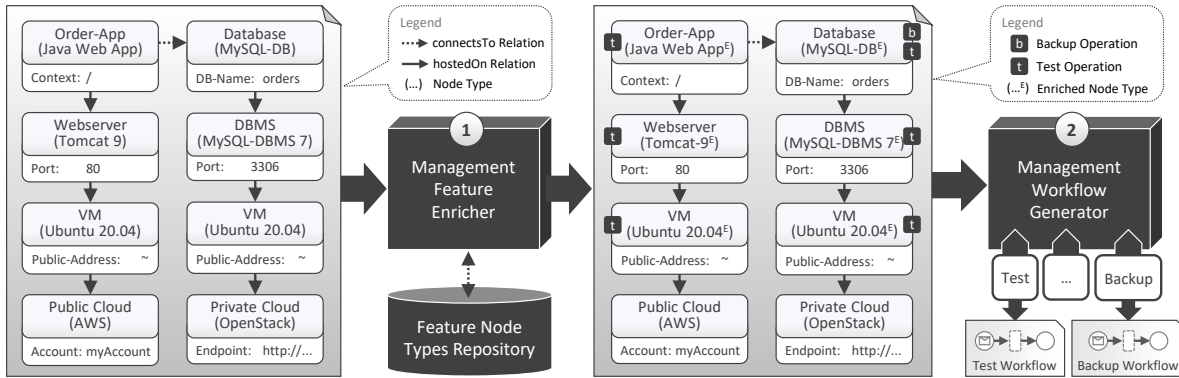 Order-App
(Java Web App)
Context: /
Database
(MySQL-DB)
DB-Name: orders
Webserver
(Tomcat 9)
Port: 80
DBMS
(MySQL-DBMS 7)
Port: 3306
VM
(Ubuntu 20.04)
Public-Address: ~
VM
(Ubuntu 20.04)
Public-Address: ~
Public Cloud
(AWS)
Account: myAccount
Private Cloud
(OpenStack)
Endpoint: http://...
Legend
connectsTo Relation
hostedOn Relation
(...) Node Type
1
Management
Feature
Enricher
Feature Node
Types Repository
t
Order-App
(Java Web Appᴱ)
Context: /
Database
(MySQL-DBᴱ)
b
t
DB-Name: orders
t
Webserver
(Tomcat-9ᴱ)
Port: 80
DBMS
(MySQL-DBMS 7ᴱ)
t
Port: 3306
t
VM
(Ubuntu 20.04ᴱ)
Public-Address: ~
VM
(Ubuntu 20.04ᴱ)
t
Public-Address: ~
Public Cloud
(AWS)
Account: myAccount
Private Cloud
(OpenStack)
Endpoint: http://...
Legend
b Backup Operation
t Test Operation
(...ᴱ) Enriched Node Type
2
Management
Workflow
Generator
Test
...
Backup
Test Workflow
Backup Workflow